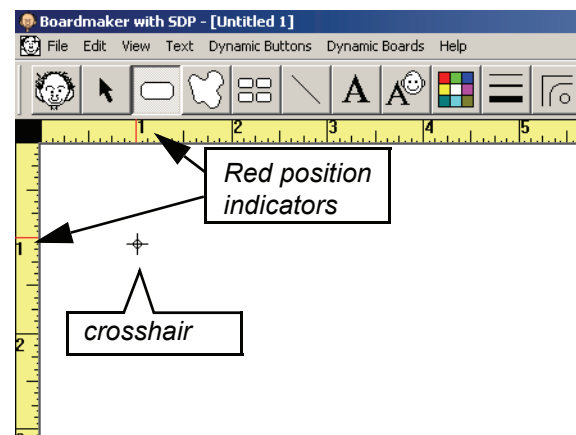 Boardmaker with SDP - [Untitled 1]
File Edit View Text Dynamic Buttons Dynamic Boards Help
A A
1 2 3 4 5
Red position
indicators
1
crosshair
2